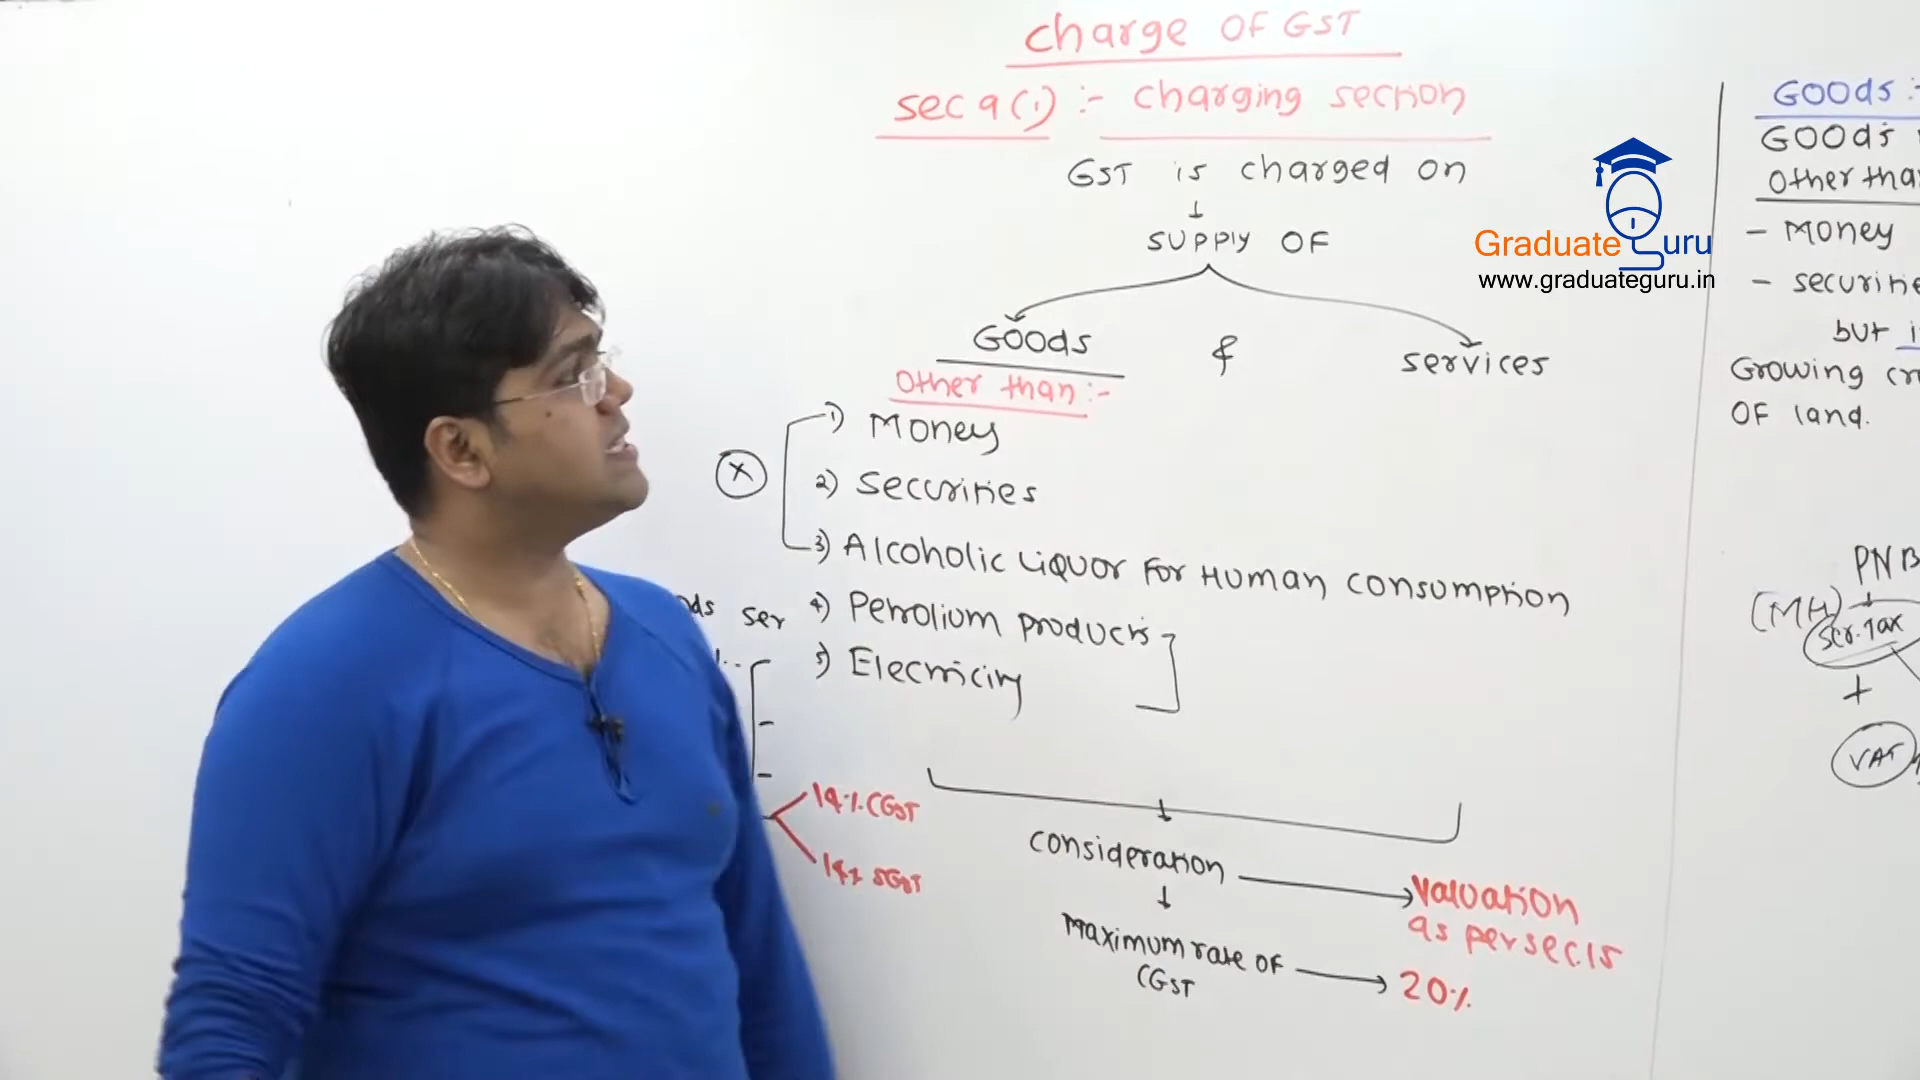 Charge OF GST
Sec 9(1) :- Charging section
GST is charged on
SUPPLY OF
Goods & services
Other than :-
1) Money
2) Securities
3) Alcoholic Liquor For Human Consumption
4) Petrolium products
5) Electricity
ser
14% CGST
14% SGST
Consideration
Valuation
as per sec.15
Maximum rate of
CGST
20%
Goods :-
Goods
Other tha
- Money
- Securitie
but
Growing cr
OF land.
PNB
(MH)
Ser.Tax
+
VAT
Graduate Guru
www.graduateguru.in